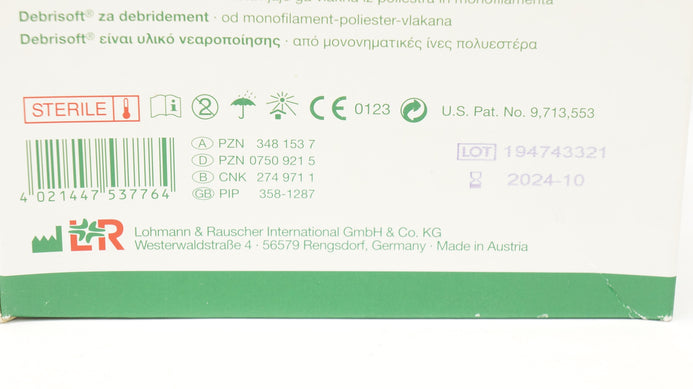 Debrisoft® za debridement · od monofilament-poliester-vlakana
Debrisoft® είναι υλικό νεαροποίησης · από μονονηματικές ίνες πολυεστέρα
STERILE
2
CE 0123
U.S. Pat. No. 9,713,553
A PZN 348 153 7
D PZN 0750 921 5
B CNK 274 971 1
GB PIP 358-1287
4 021447 537764
LOT 194743321
2024-10
L&R
Lohmann & Rauscher International GmbH & Co. KG
Westerwaldstraße 4 · 56579 Rengsdorf, Germany · Made in Austria